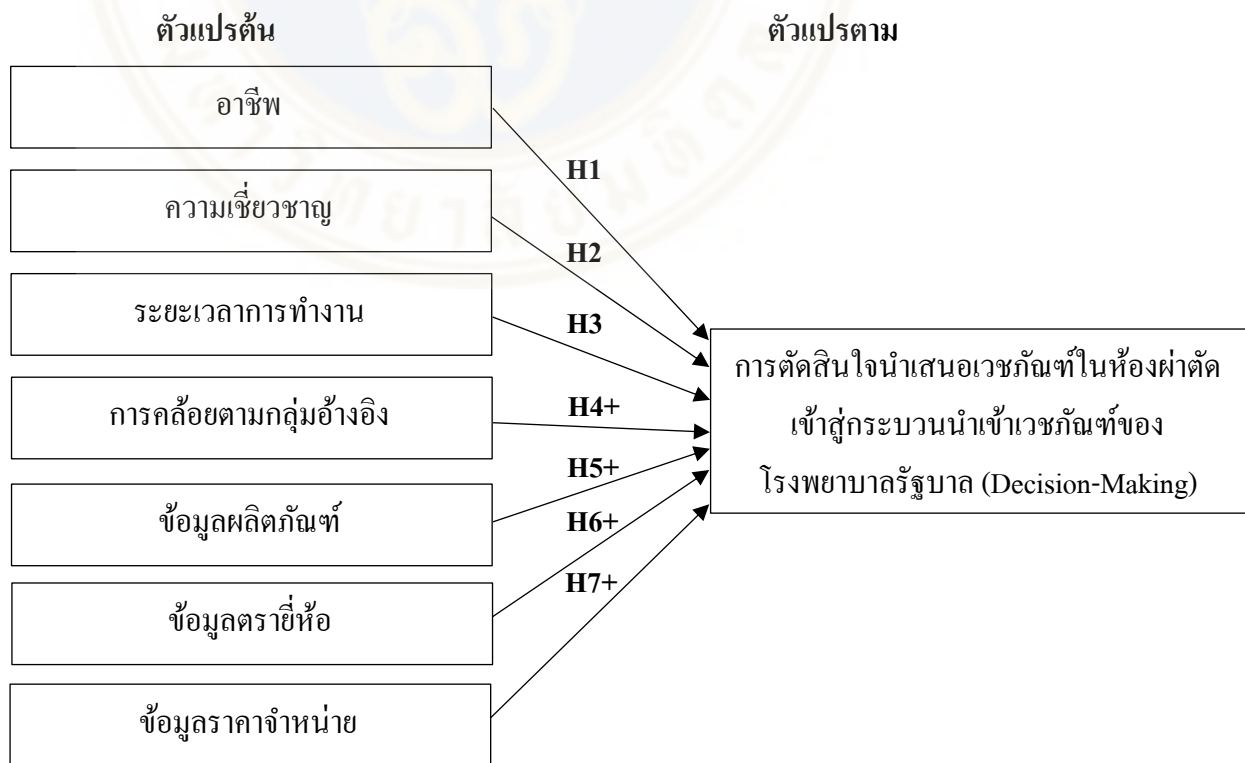 ตัวแปรต้น
ตัวแปรตาม
อาชีพ
ความเชี่ยวชาญ
ระยะเวลาการทำงาน
การคล้อยตามกลุ่มอ้างอิง
ข้อมูลผลิตภัณฑ์
ข้อมูลตรายี่ห้อ
ข้อมูลราคาจำหน่าย
H1
H2
H3
H4+
H5+
H6+
H7+
การตัดสินใจนำเสนอเวชภัณฑ์ในห้องผ่าตัด
เข้าสู่กระบวนนำเข้าเวชภัณฑ์ของ
โรงพยาบาลรัฐบาล (Decision-Making)